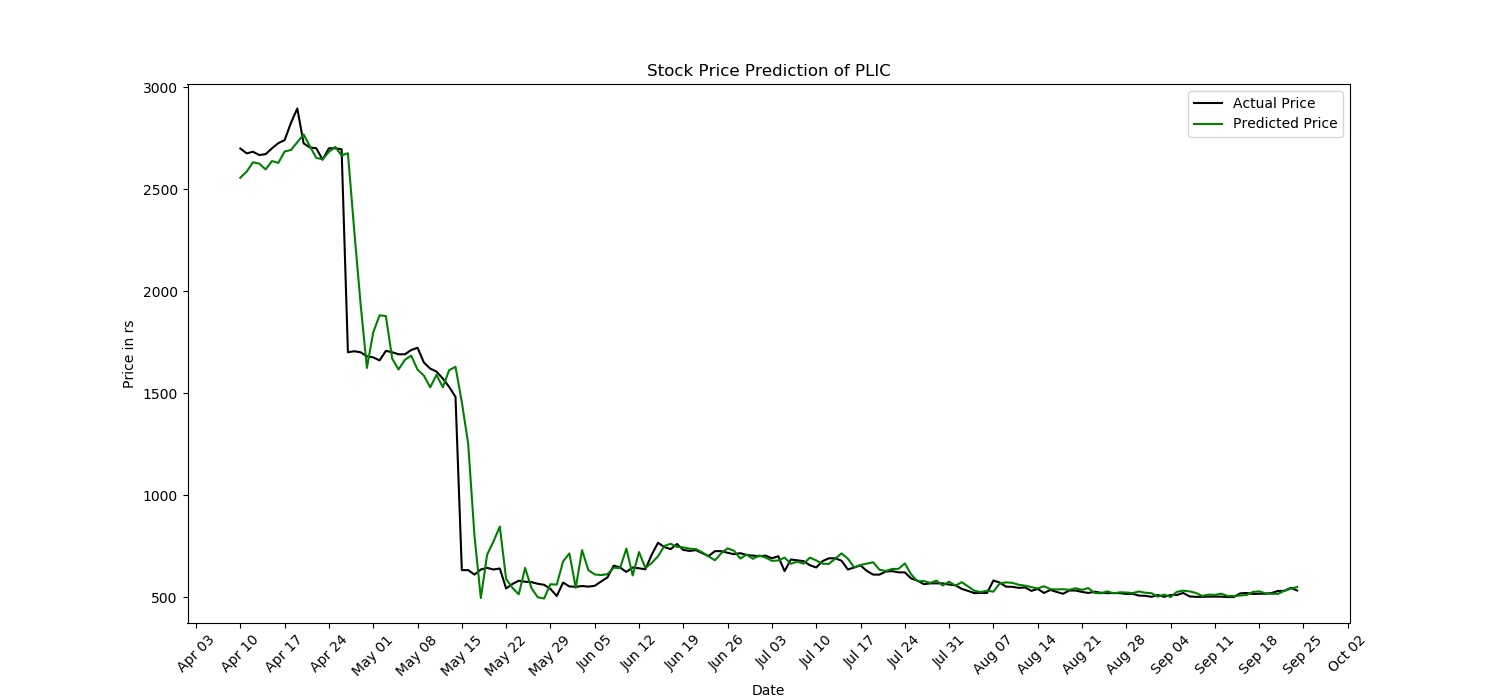 Stock Price Prediction of PLIC
Actual Price
Predicted Price
3000
2500
2000
1500
1000
500
Price in rs
Apr 03
Apr 10
Apr 17
Apr 24
May 01
May 08
May 15
May 22
May 29
Jun 05
Jun 12
Jun 19
Jun 26
Jul 03
Jul 10
Jul 17
Jul 24
Jul 31
Aug 07
Aug 14
Aug 21
Aug 28
Sep 04
Sep 11
Sep 18
Sep 25
Oct 02
Date